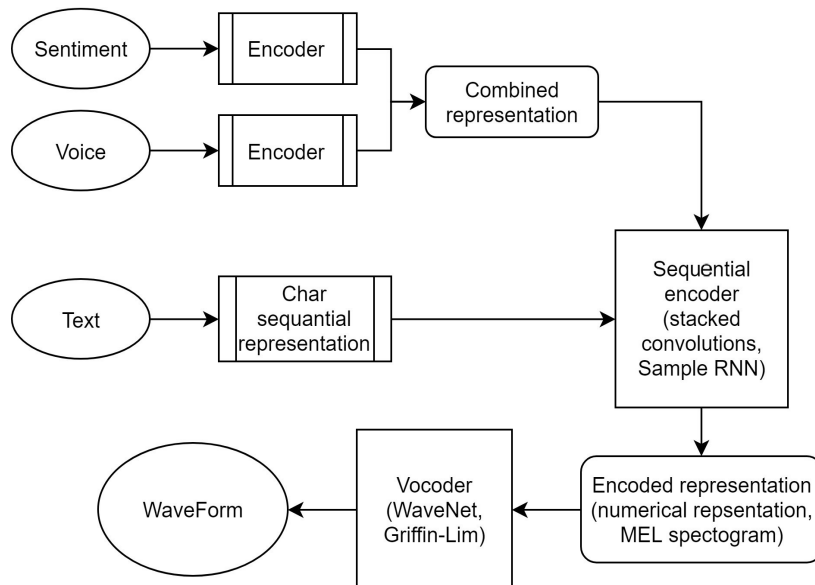 Sentiment
Encoder
Combined
representation
Voice
Encoder
Text
Char
sequantial
representation
Sequential
encoder
(stacked
convolutions,
Sample RNN)
WaveForm
Vocoder
(WaveNet,
Griffin-Lim)
Encoded representation
(numerical repsentation,
MEL spectogram)